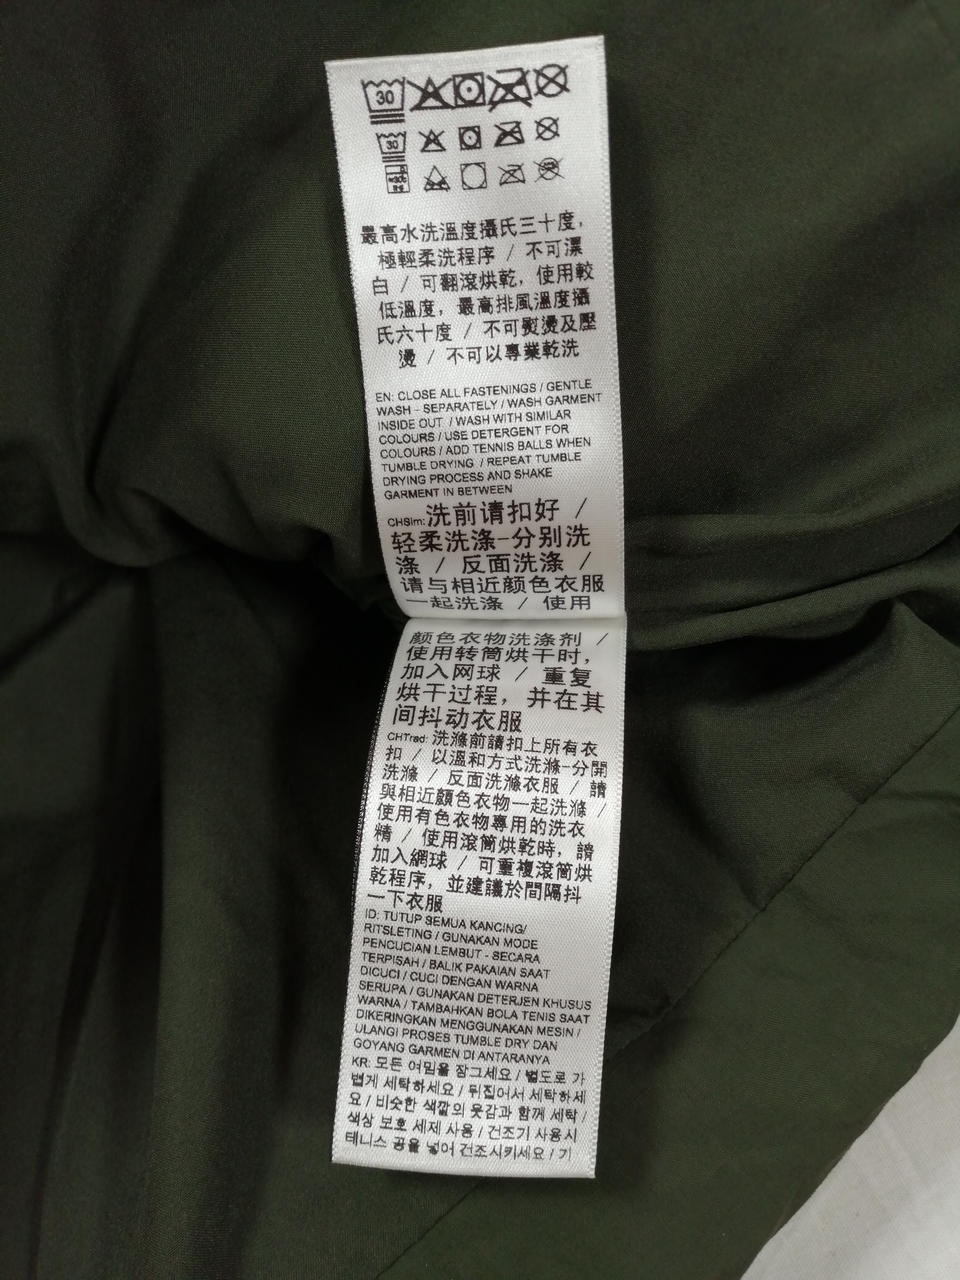 30
30
最高水洗溫度攝氏三十度，
極輕柔洗程序 / 不可漂
白 / 可翻滾烘乾，使用較
低溫度，最高排風溫度攝
氏六十度 / 不可熨燙及壓
燙 / 不可以專業乾洗
EN: CLOSE ALL FASTENINGS / GENTLE
WASH - SEPARATELY / WASH GARMENT
INSIDE OUT / WASH WITH SIMILAR
COLOURS / USE DETERGENT FOR
COLOURS / ADD TENNIS BALLS WHEN
TUMBLE DRYING / REPEAT TUMBLE
DRYING PROCESS AND SHAKE
GARMENT IN BETWEEN
CHSim:洗前请扣好 /
轻柔洗涤-分别洗
涤 / 反面洗涤 /
请与相近颜色衣服
一起洗涤 / 使用
颜色衣物洗涤剂 /
使用转筒烘干时，
加入网球 / 重复
烘干过程，并在其
间抖动衣服
CHTrad: 洗滌前請扣上所有衣
扣 / 以溫和方式洗滌-分開
洗滌 / 反面洗滌衣服 / 請
與相近顏色衣物一起洗滌 /
使用有色衣物專用的洗衣
精 / 使用滾筒烘乾時，請
加入網球 / 可重複滾筒烘
乾程序，並建議於間隔抖
一下衣服
ID: TUTUP SEMUA KANCING/
RITSLETING / GUNAKAN MODE
PENCUCIAN LEMBUT - SECARA
TERPISAH / BALIK PAKAIAN SAAT
DICUCI / CUCI DENGAN WARNA
SERUPA / GUNAKAN DETERJEN KHUSUS
WARNA / TAMBAHKAN BOLA TENIS SAAT
DIKERINGKAN MENGGUNAKAN MESIN /
ULANGI PROSES TUMBLE DRY DAN
GOYANG GARMEN DI ANTARANYA
KR: 모든 여밈을 잠그세요 / 별도로 가
볍게 세탁하세요 / 뒤집어서 세탁하세
요 / 비슷한 색깔의 옷감과 함께 세탁 /
색상 보호 세제 사용 / 건조기 사용시
테니스 공을 넣어 건조시키세요 / 기